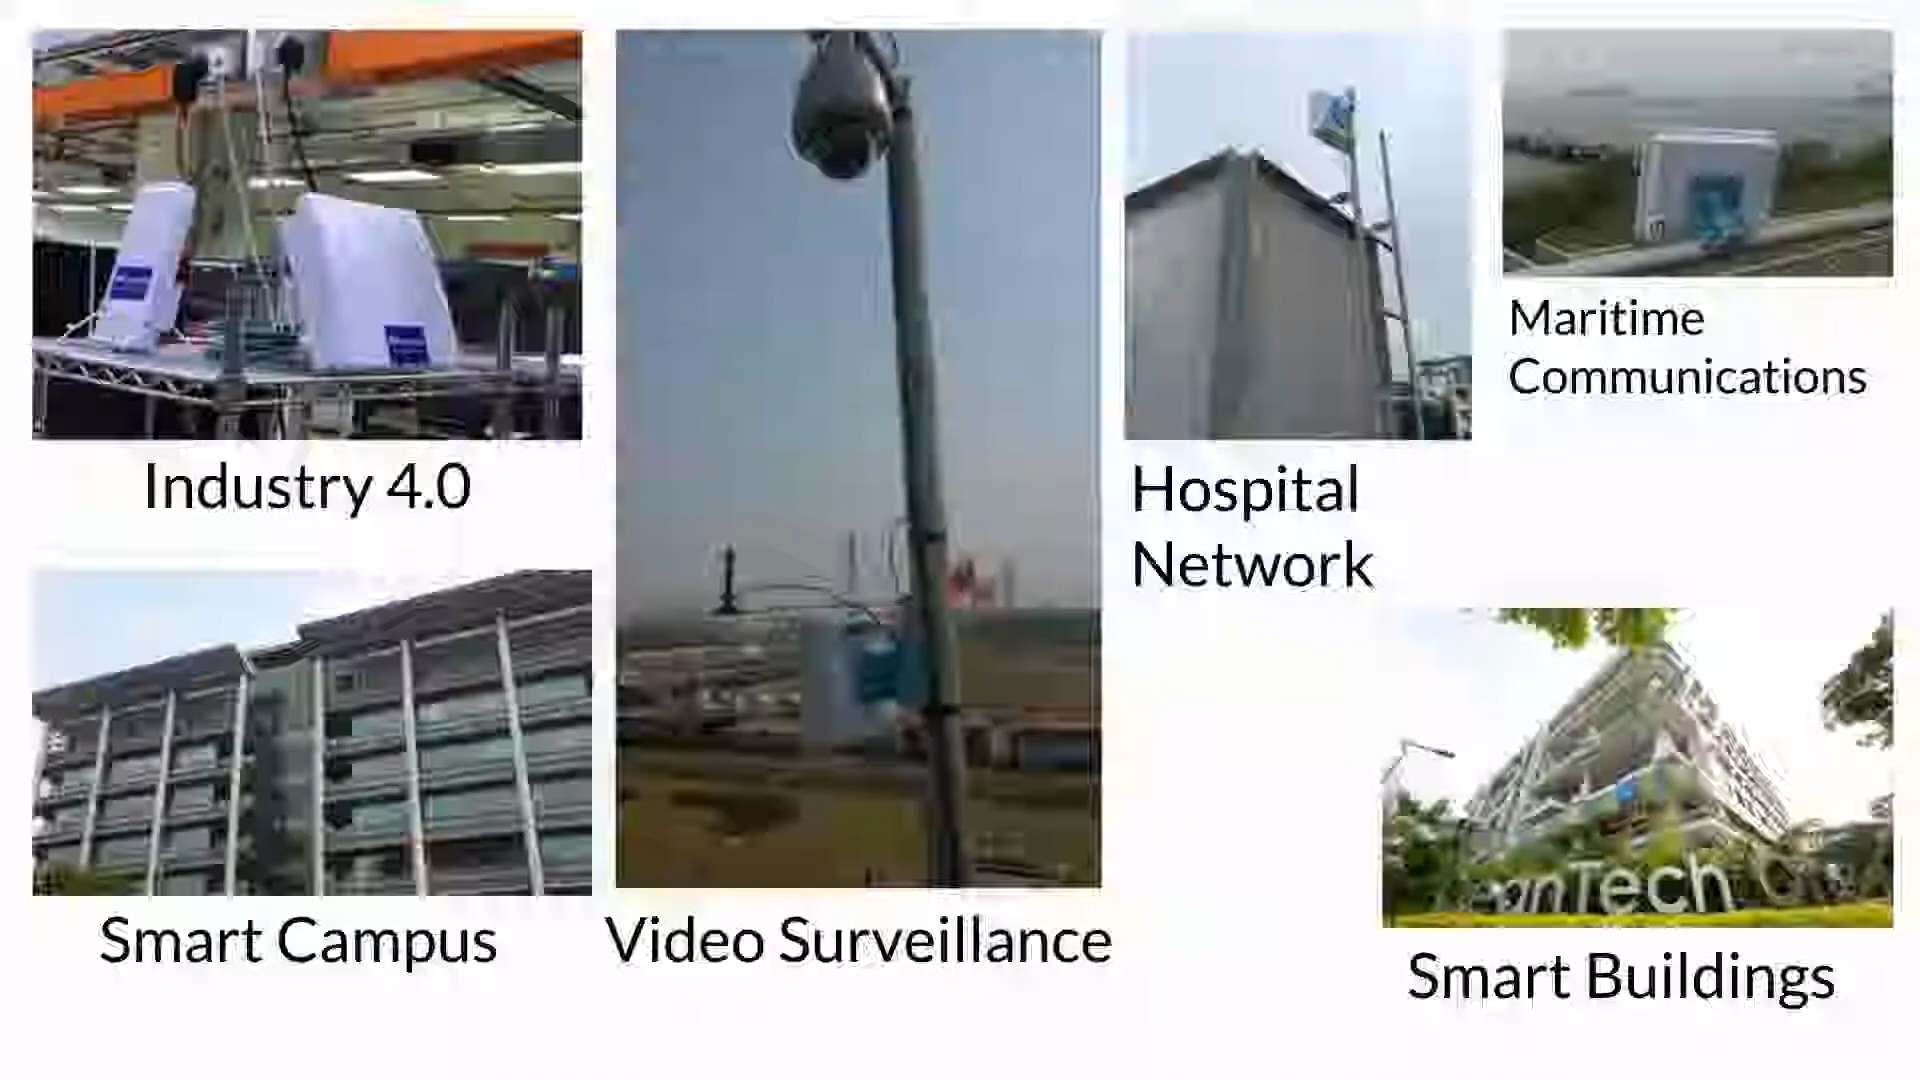 Industry 4.0
Smart Campus
Video Surveillance
Hospital
Network
Maritime
Communications
Smart Buildings